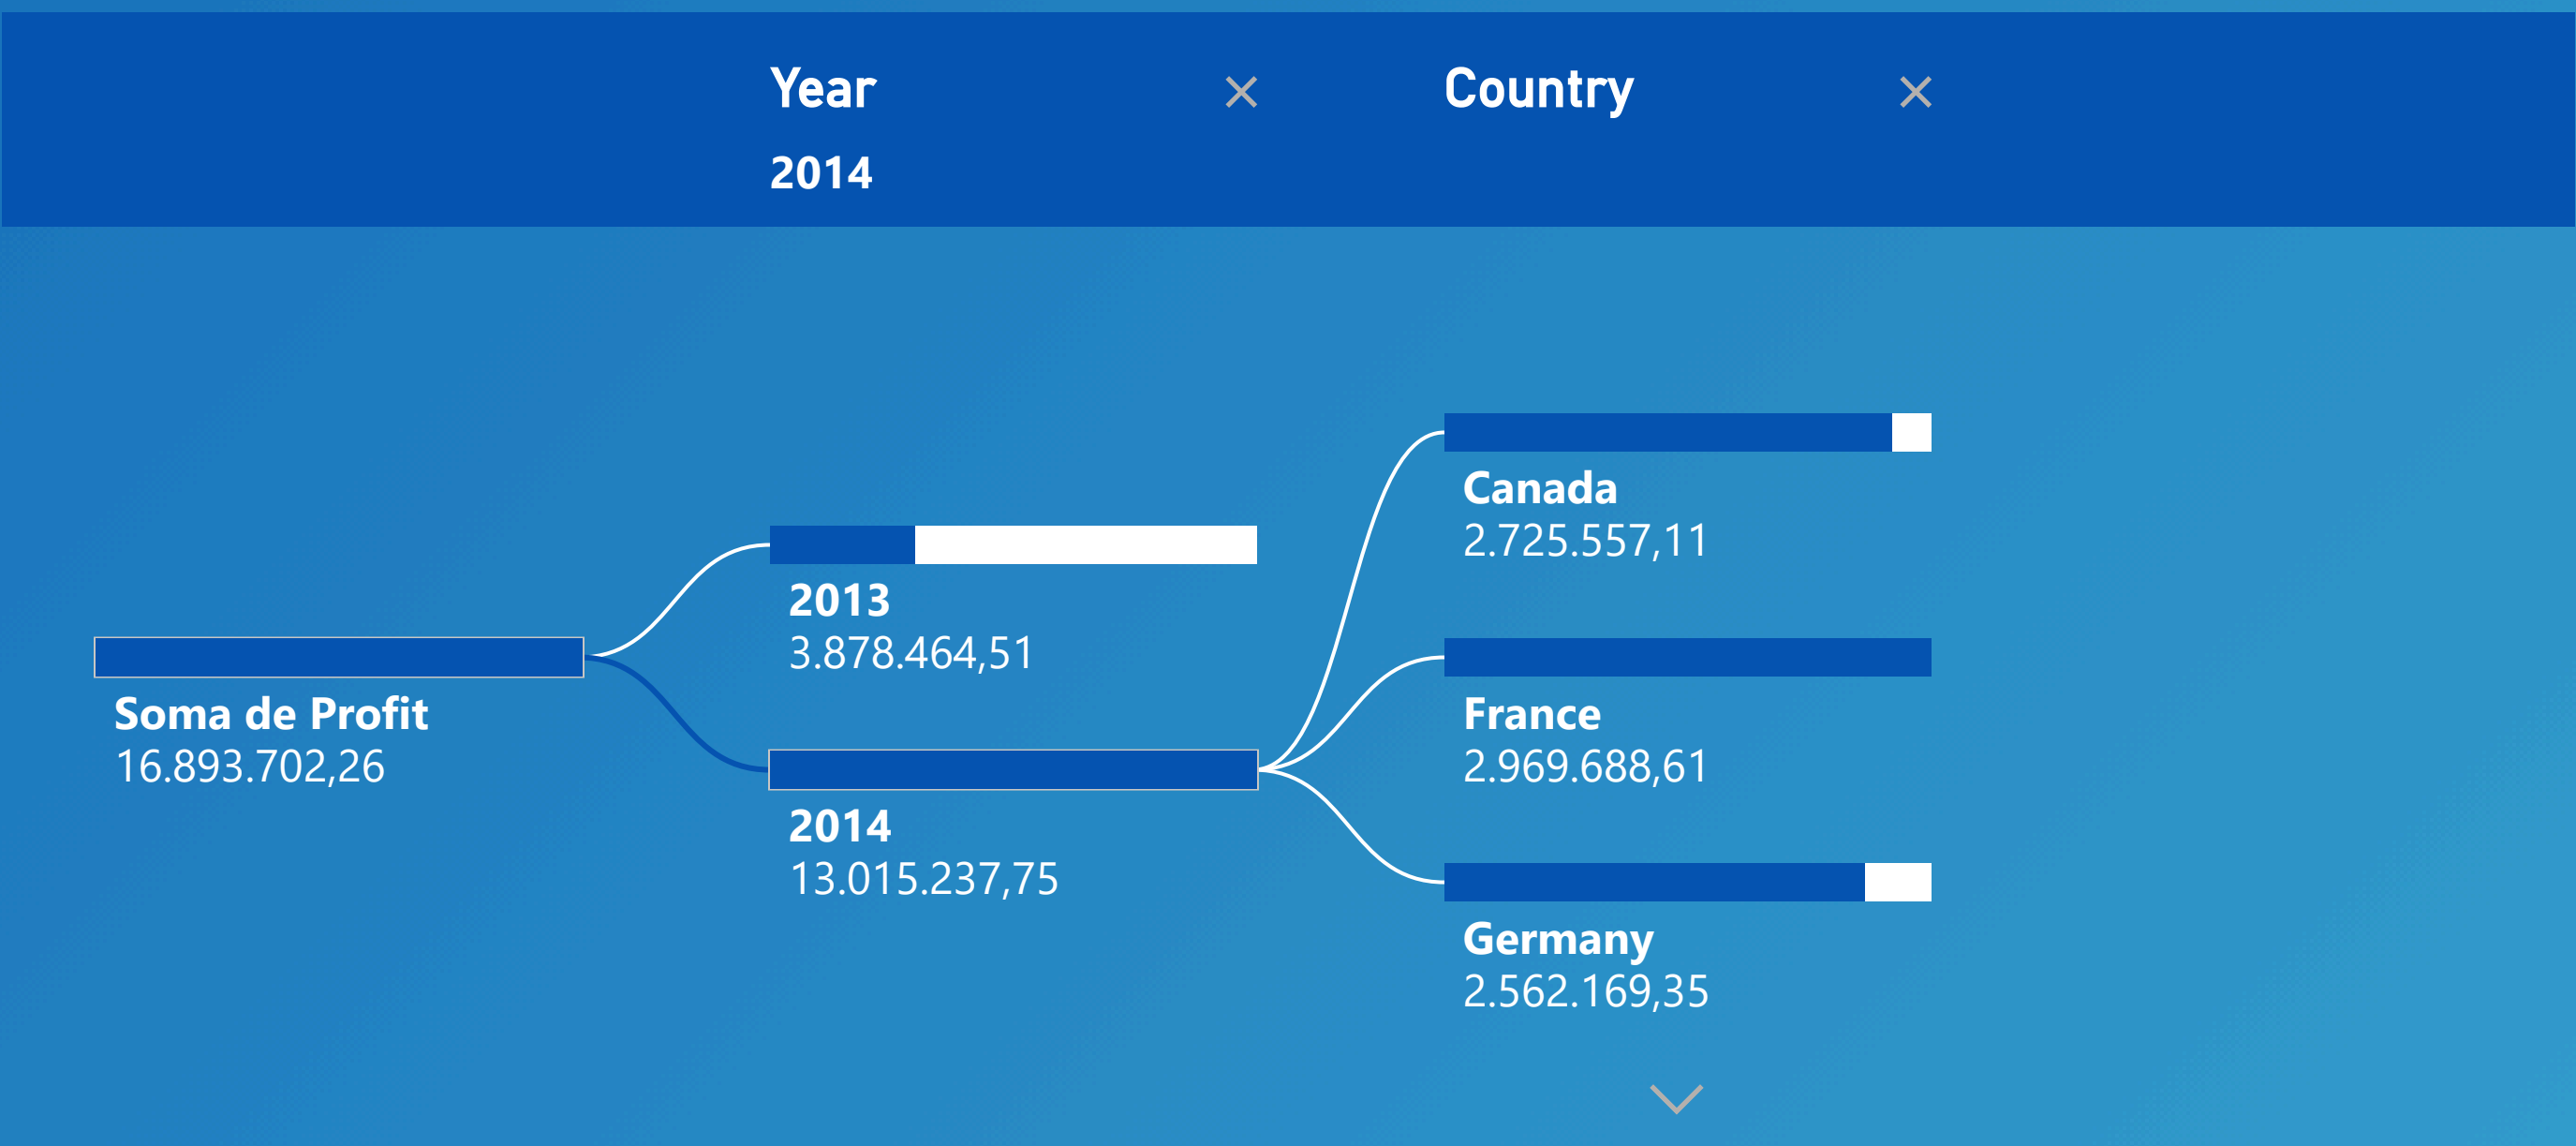 Year
Country
2014
Canada
2.725.557,11
2013
3.878.464,51
Soma de Profit
16.893.702,26
France
2.969.688,61
2014
13.015.237,75
Germany
2.562.169,35